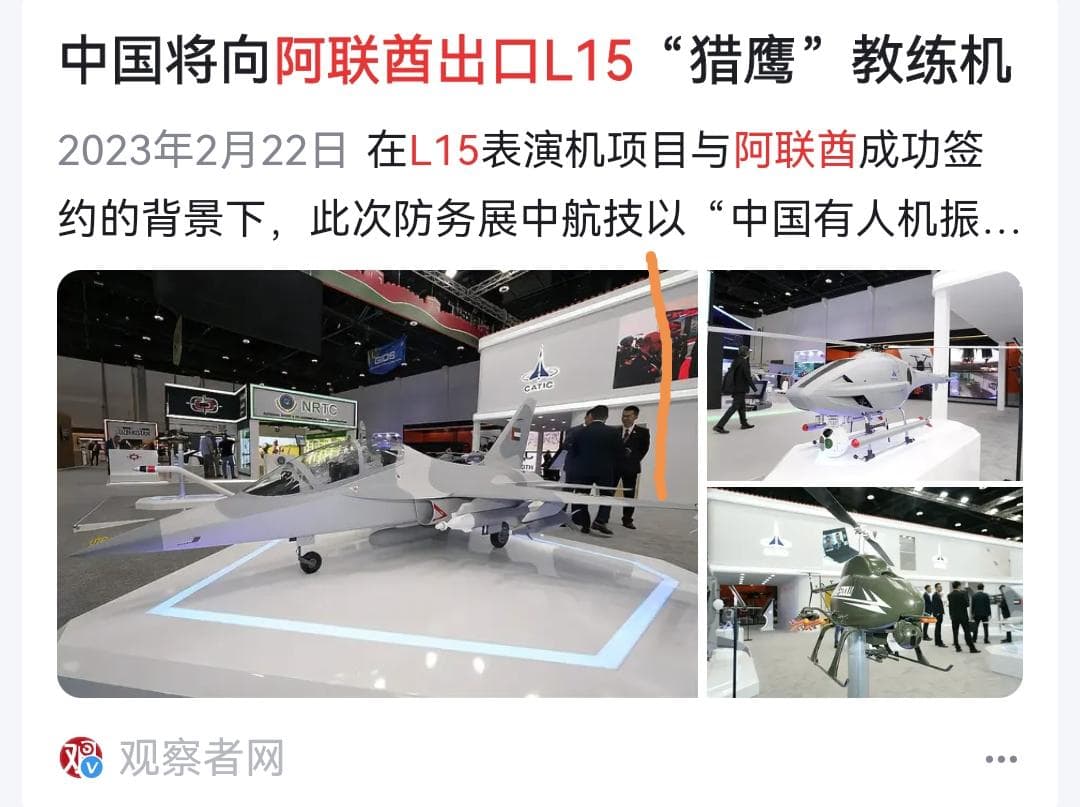 中国将向阿联酋出口L15“猎鹰”教练机
2023年2月22日 在L15表演机项目与阿联酋成功签
约的背景下，此次防务展中航技以“中国有人机振...
CATIC
NRTC
观察者网